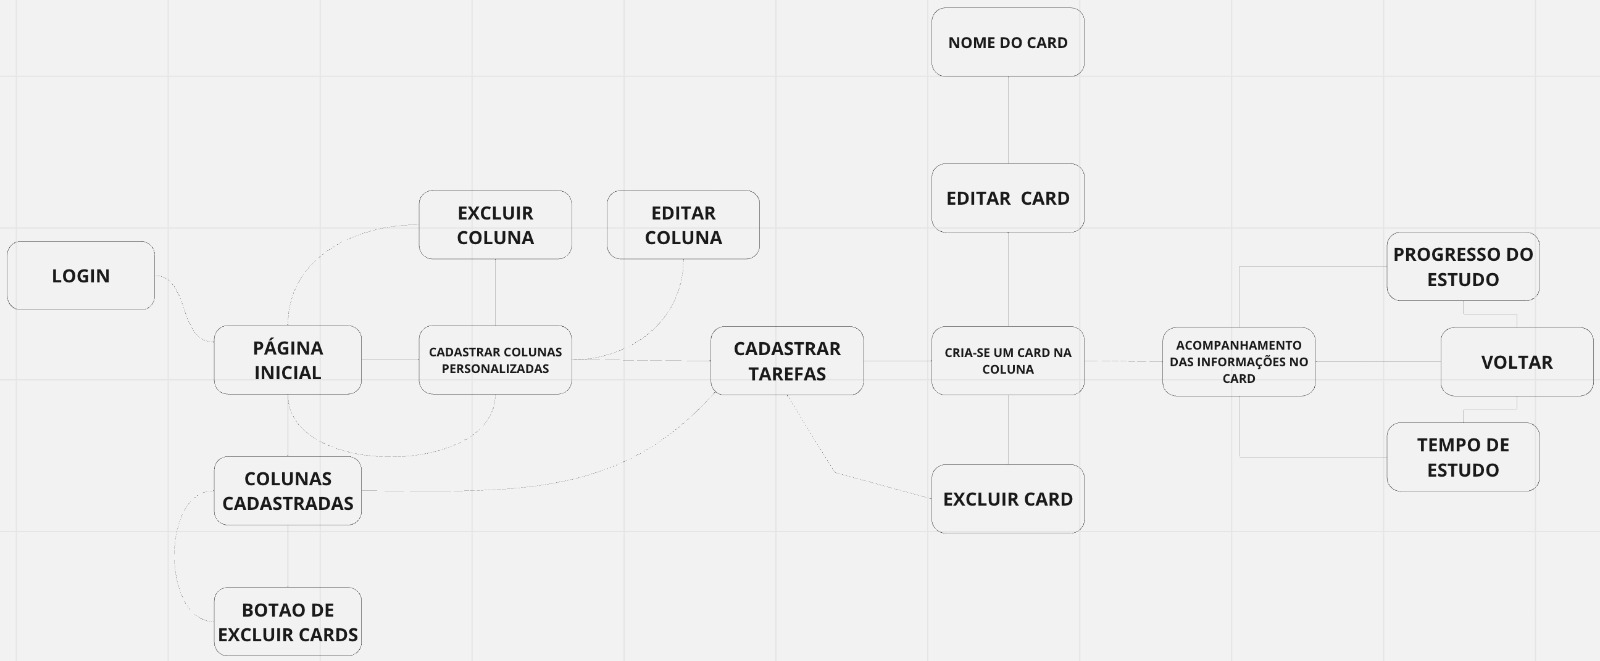 NOME DO CARD
EDITAR CARD
EXCLUIR
COLUNA
EDITAR
COLUNA
LOGIN
PROGRESSO DO
ESTUDO
PÁGINA
INICIAL
CADASTRAR COLUNAS
PERSONALIZADAS
CADASTRAR
TAREFAS
CRIA-SE UM CARD NA
COLUNA
ACOMPANHAMENTO
DAS INFORMAÇÕES NO
CARD
VOLTAR
COLUNAS
CADASTRADAS
TEMPO DE
ESTUDO
EXCLUIR CARD
BOTAO DE
EXCLUIR CARDS